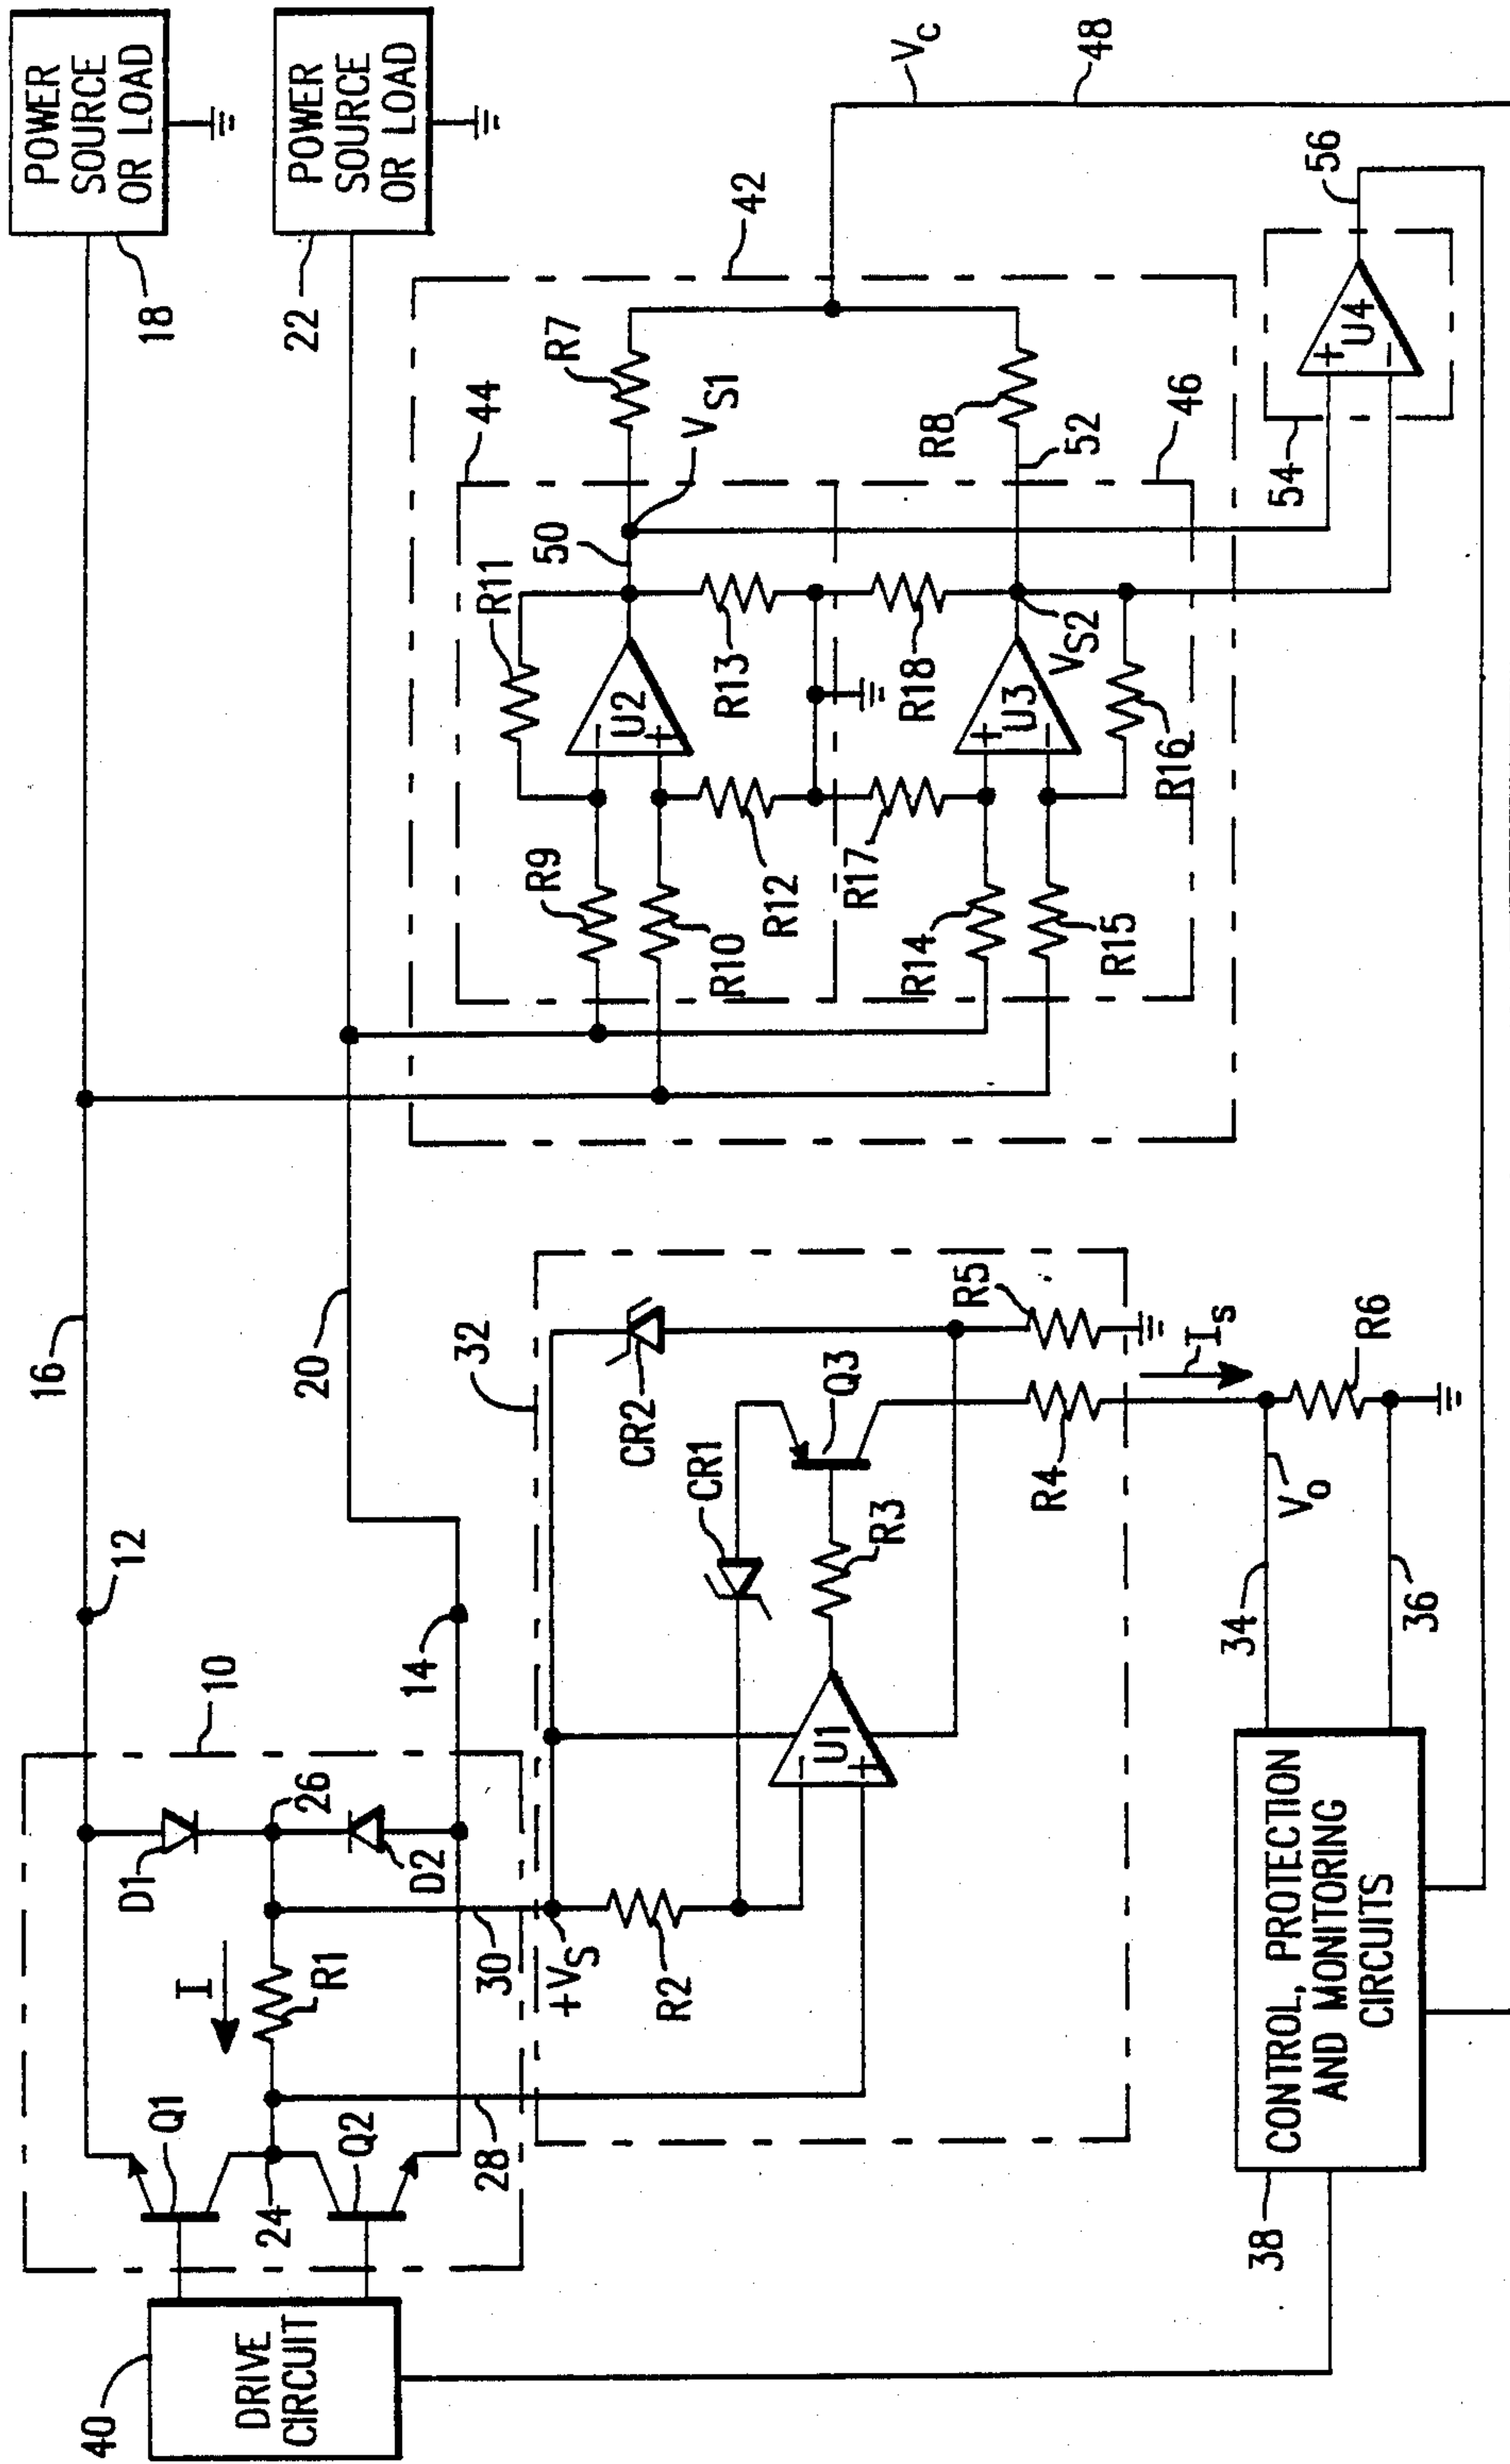 POWER
SOURCE
OR LOAD
18
POWER
SOURCE
OR LOAD
22
16
20
12
14
10
D1
26
D2
I
R1
Q1
24
Q2
28
30
+VS
DRIVE
CIRCUIT
40
32
CR2
R5
Q3
CR1
R2
U1
R3
R4
IS
R6
VO
34
36
CONTROL, PROTECTION
AND MONITORING
CIRCUITS
38
42
44
R7
VS1
50
R11
U2
R9
R10
R12
R13
R8
52
46
R18
U3
VS2
R17
R14
R15
R16
VC
48
54
U4
56
+
−
−
+
+
−
−
+